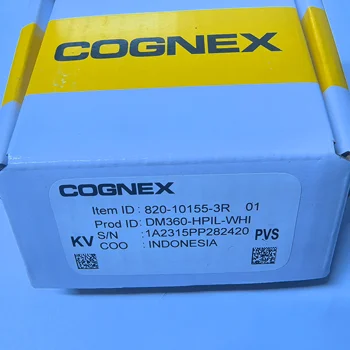 COGNEX
COGNEX
Item ID : 820-10155-3R 01
Prod ID: DM360-HPIL-WHI
S/N : 1A2315PP282420
KV COO : INDONESIA PVS